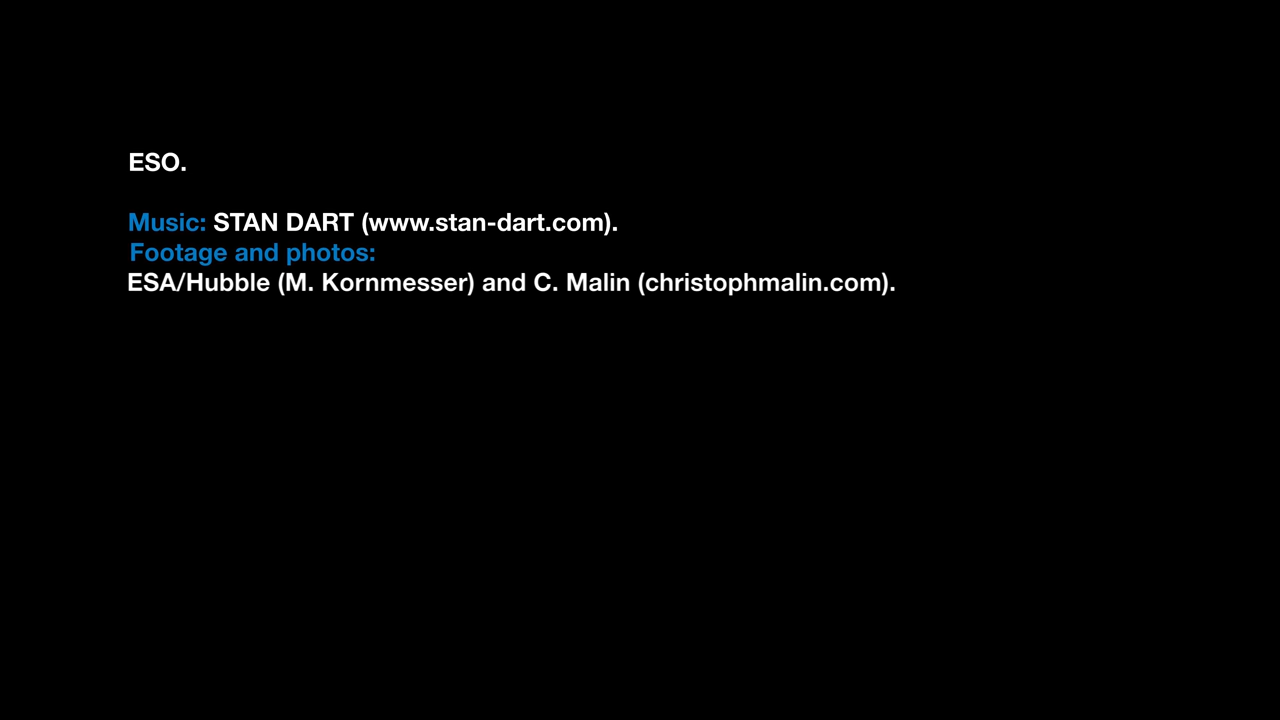 ESO.
Music: STAN DART (www.stan-dart.com).
Footage and photos:
ESA/Hubble (M. Kornmesser) and C. Malin (christophmalin.com).